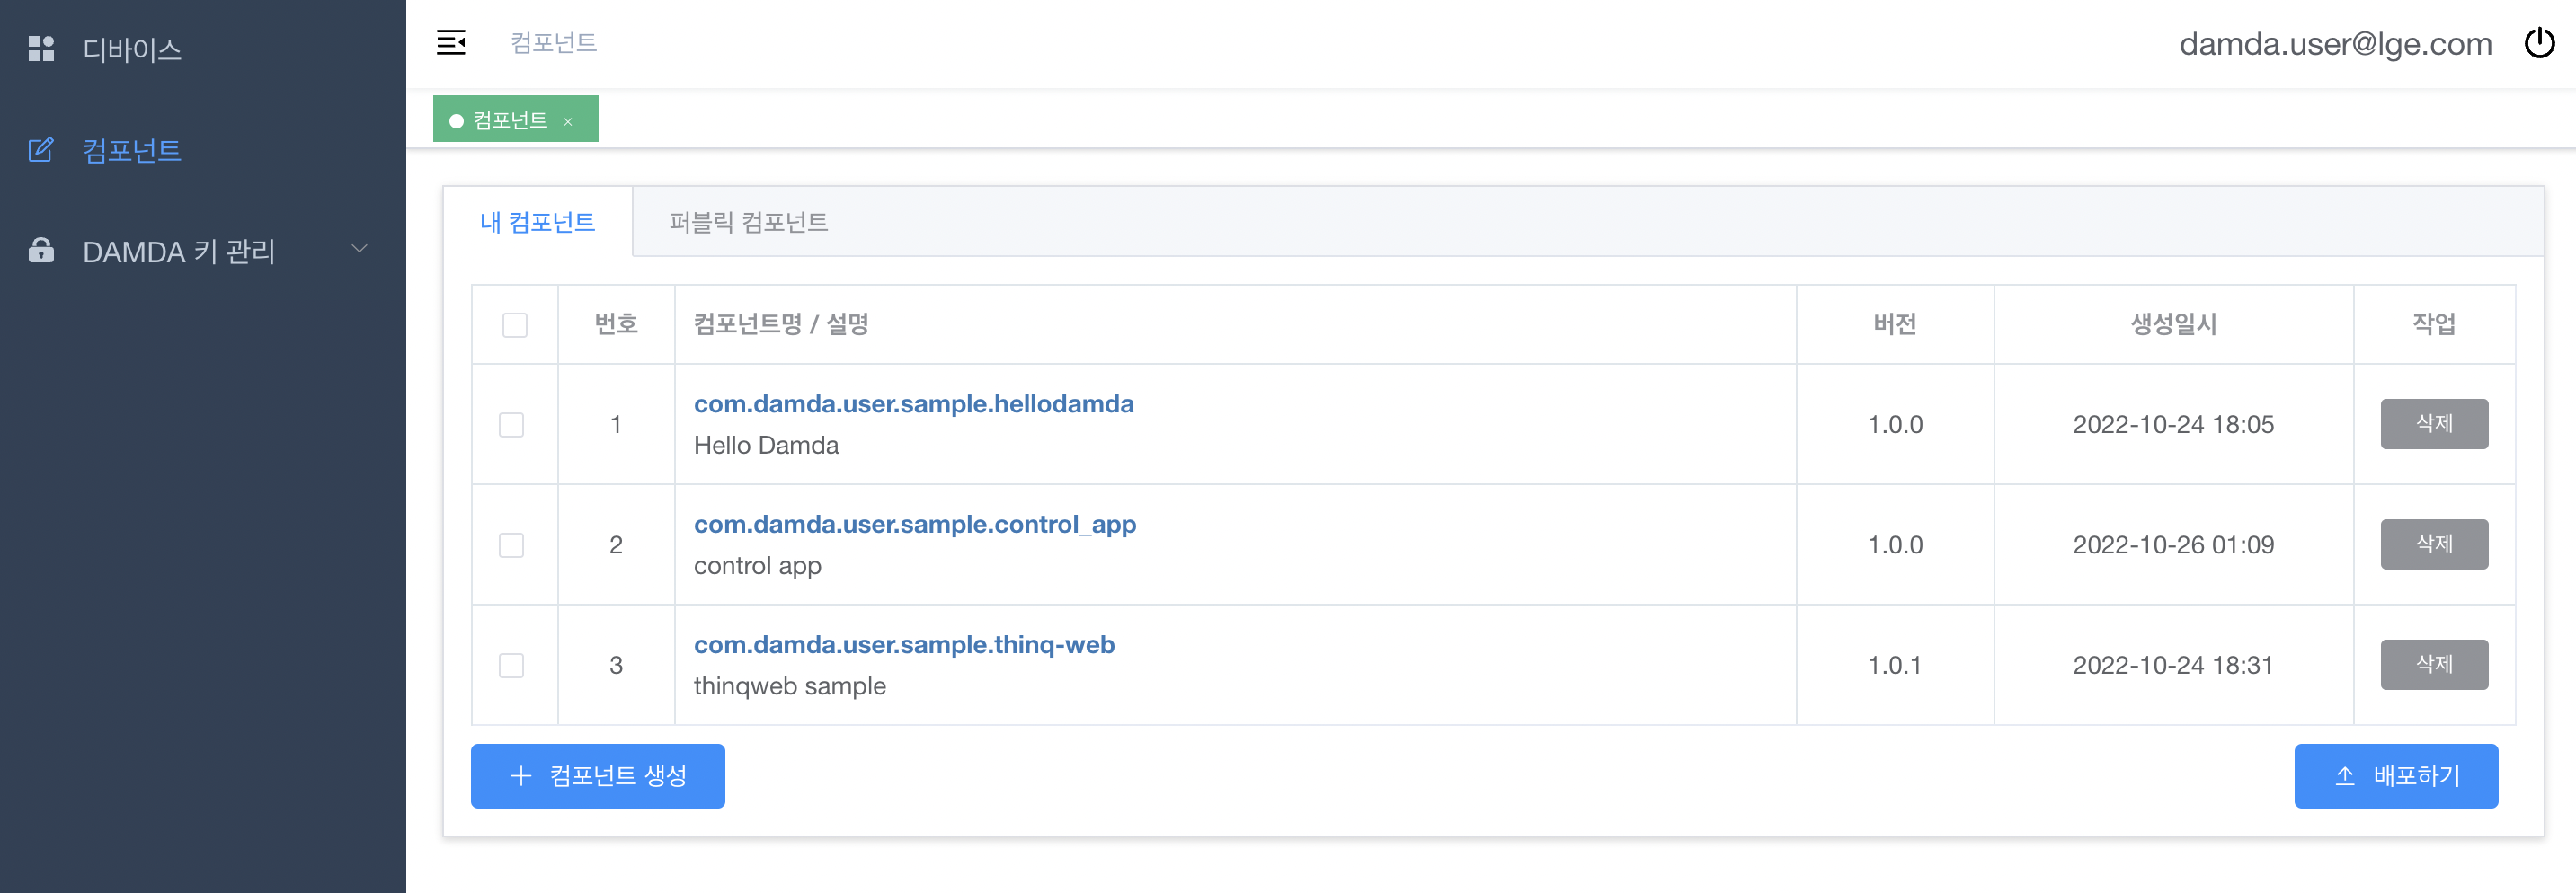 디바이스
컴포넌트
DAMDA 키 관리
컴포넌트
damda.user@lge.com
컴포넌트 ×
내 컴포넌트
퍼블릭 컴포넌트
번호 컴포넌트명 / 설명 버전 생성일시 작업
com.damda.user.sample.hellodamda
1 1.0.0 2022-10-24 18:05 삭제
Hello Damda
com.damda.user.sample.control_app
2 1.0.0 2022-10-26 01:09 삭제
control app
com.damda.user.sample.thinq-web
3 1.0.1 2022-10-24 18:31 삭제
thinqweb sample
컴포넌트 생성
배포하기